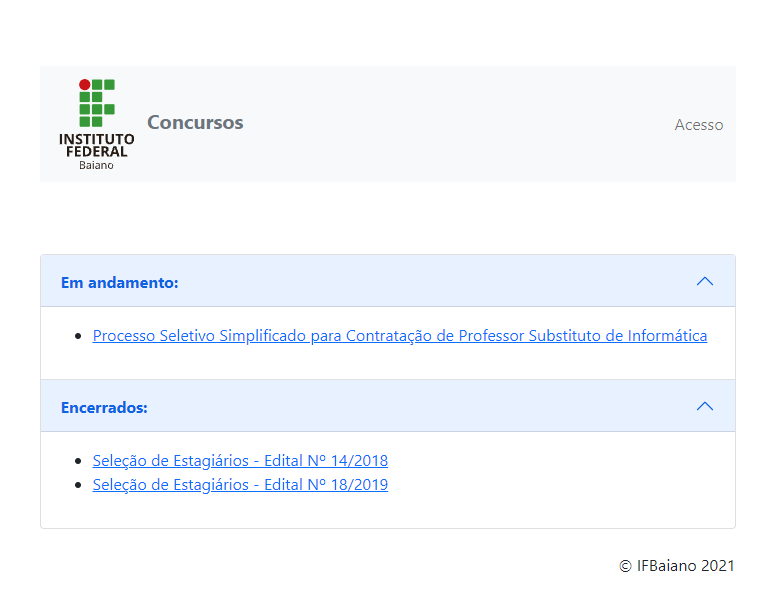 INSTITUTO
FEDERAL
Baiano
Concursos
Acesso
Em andamento:
Processo Seletivo Simplificado para Contratação de Professor Substituto de Informática
Encerrados:
Seleção de Estagiários - Edital Nº 14/2018
Seleção de Estagiários - Edital Nº 18/2019
© IFBaiano 2021